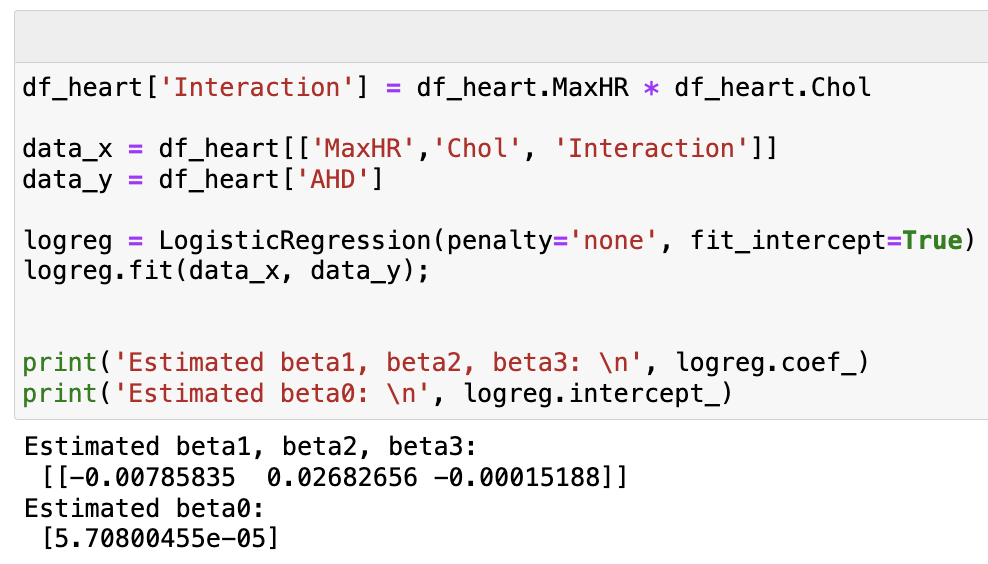 df_heart['Interaction'] = df_heart.MaxHR * df_heart.Chol
data_x = df_heart[['MaxHR','Chol', 'Interaction']]
data_y = df_heart['AHD']
logreg = LogisticRegression(penalty='none', fit_intercept=True)
logreg.fit(data_x, data_y);
print('Estimated beta1, beta2, beta3: \n', logreg.coef_)
print('Estimated beta0: \n', logreg.intercept_)
Estimated beta1, beta2, beta3:
[[-0.00785835  0.02682656 -0.00015188]]
Estimated beta0:
[5.70800455e-05]